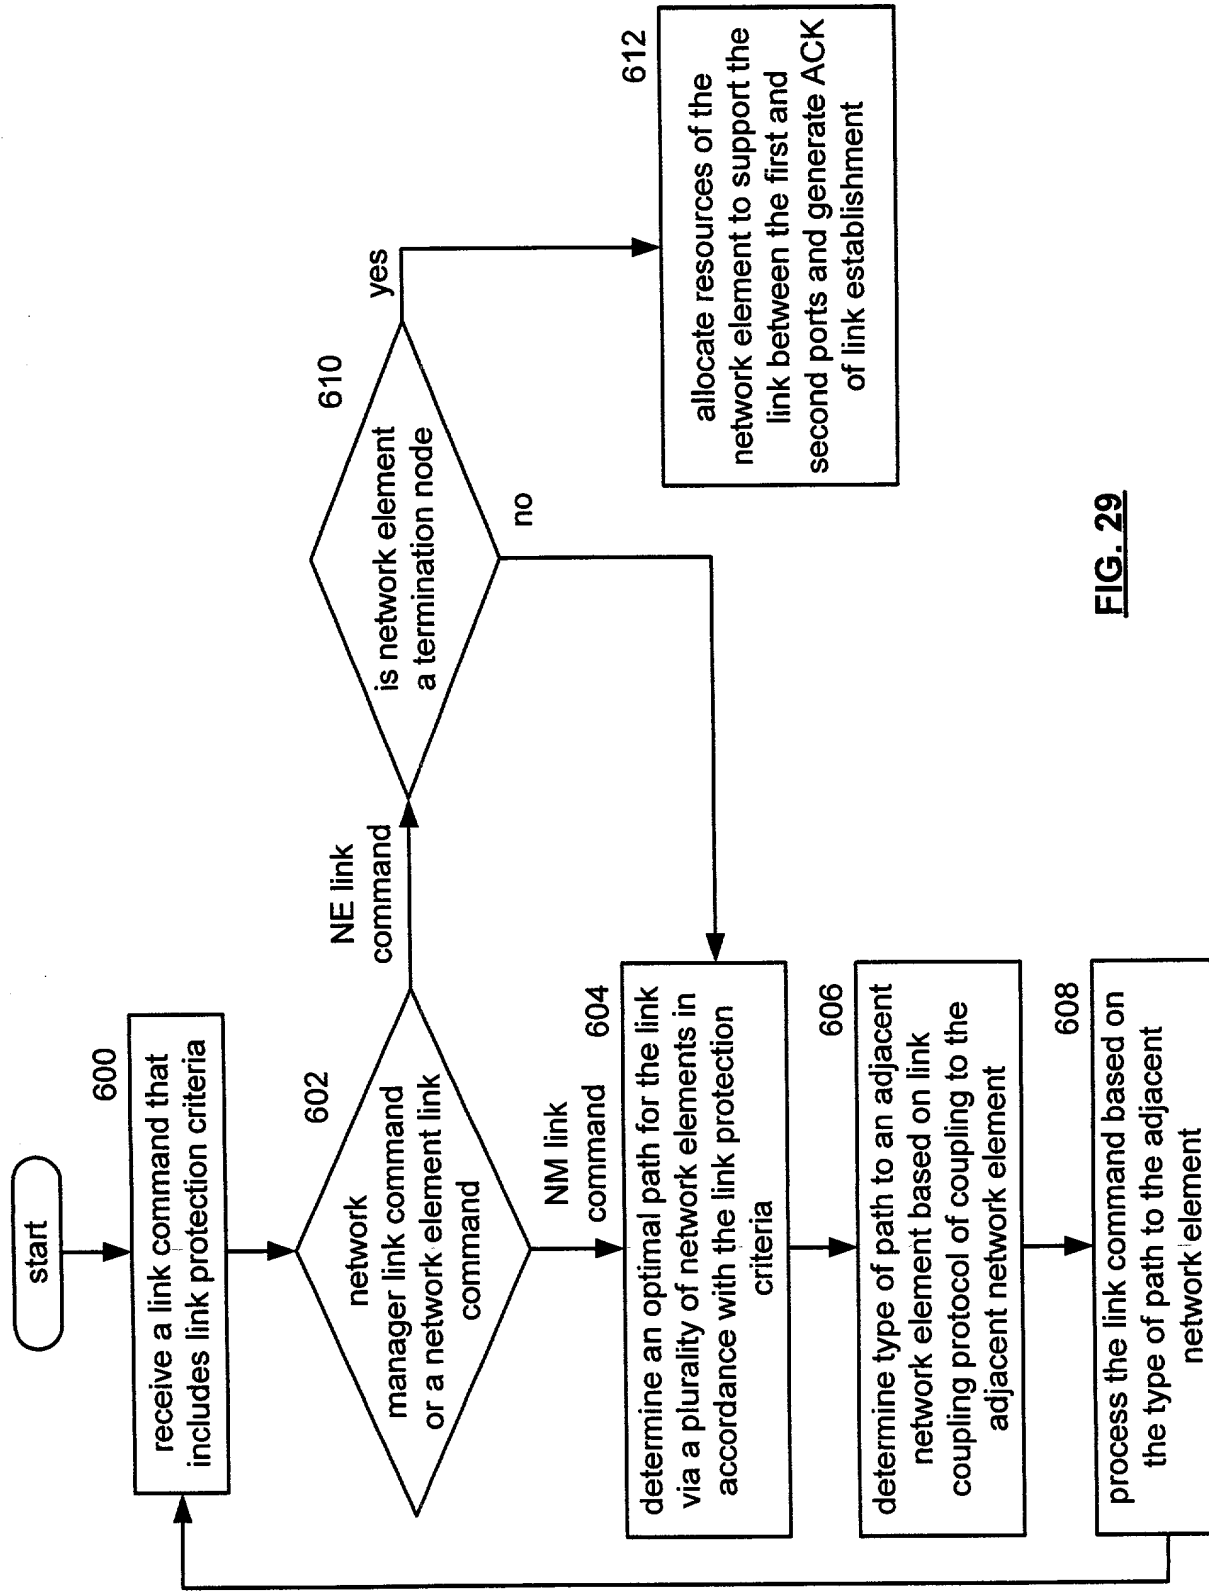 start
600
receive a link command that
includes link protection criteria
602
network
manager link command
or a network element link
command
NE link
command
610
is network element
a termination node
yes
no
612
allocate resources of the
network element to support the
link between the first and
second ports and generate ACK
of link establishment
NM link
command
604
determine an optimal path for the link
via a plurality of network elements in
accordance with the link protection
criteria
606
determine type of path to an adjacent
network element based on link
coupling protocol of coupling to the
adjacent network element
608
process the link command based on
the type of path to the adjacent
network element
FIG. 29